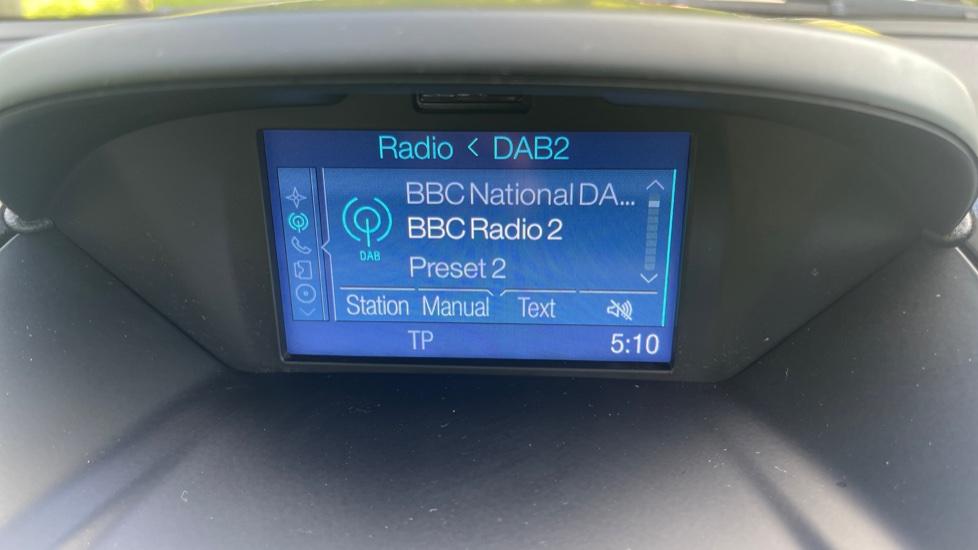 Radio < DAB2
BBC National DA...
BBC Radio 2
DAB
Preset 2
Station Manual Text
TP 5:10